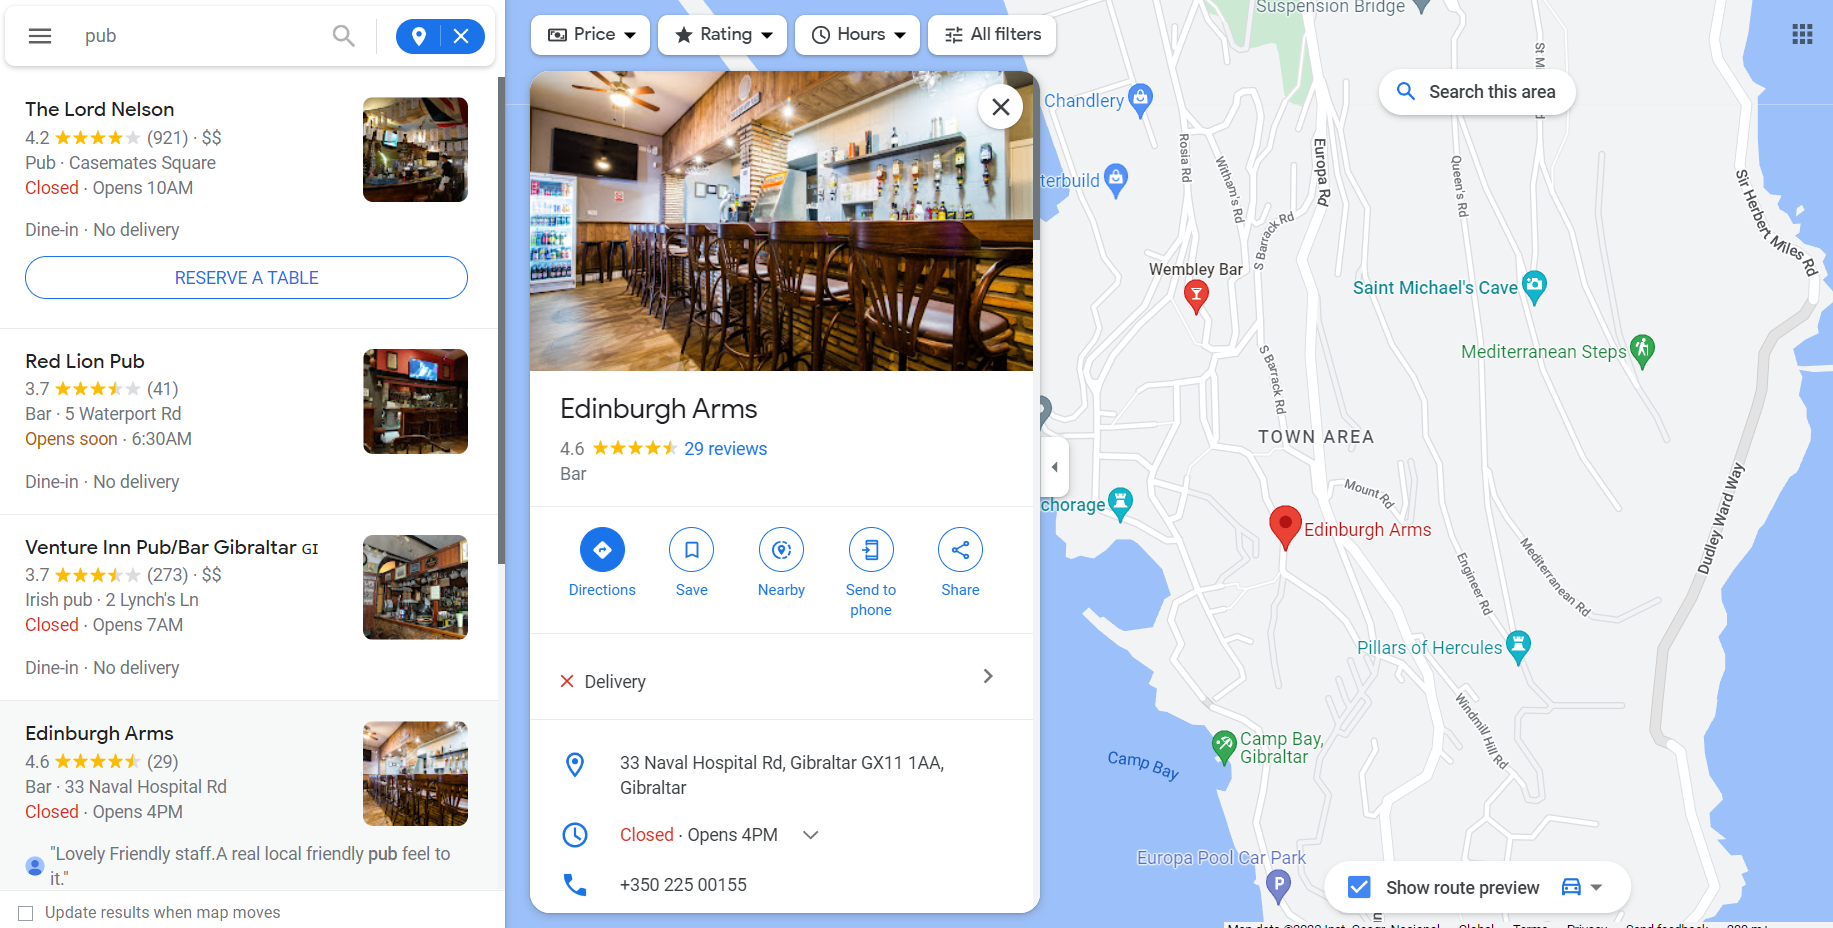 pub
The Lord Nelson
4.2 (921) · $$
Pub · Casemates Square
Closed · Opens 10AM
Dine-in · No delivery
RESERVE A TABLE
Red Lion Pub
3.7 (41)
Bar · 5 Waterport Rd
Opens soon · 6:30AM
Dine-in · No delivery
Venture Inn Pub/Bar Gibraltar GI
3.7 (273) · $$
Irish pub · 2 Lynch's Ln
Closed · Opens 7AM
Dine-in · No delivery
Edinburgh Arms
4.6 (29)
Bar · 33 Naval Hospital Rd
Closed · Opens 4PM
"Lovely Friendly staff.A real local friendly pub feel to
it."
Update results when map moves
Price
Rating
Hours
All filters
Edinburgh Arms
4.6 29 reviews
Bar
Directions
Save
Nearby
Send to
phone
Share
Delivery
33 Naval Hospital Rd, Gibraltar GX11 1AA,
Gibraltar
Closed · Opens 4PM
+350 225 00155
Suspension Bridge
Search this area
Chandlery
terbuild
Rosia Rd
Witham's Rd
Europa Rd
S Barrack Rd
St M
Queen's Rd
Sir Herbert Miles Rd
Wembley Bar
Saint Michael's Cave
Mediterranean Steps
S Barrack Rd
TOWN AREA
Mount Rd
chorage
Edinburgh Arms
Dudley Ward Way
Engineer Rd
Mediterranean Rd
Pillars of Hercules
Windmill Hill Rd
Camp Bay
Camp Bay,
Gibraltar
Europa Pool Car Park
P
Show route preview